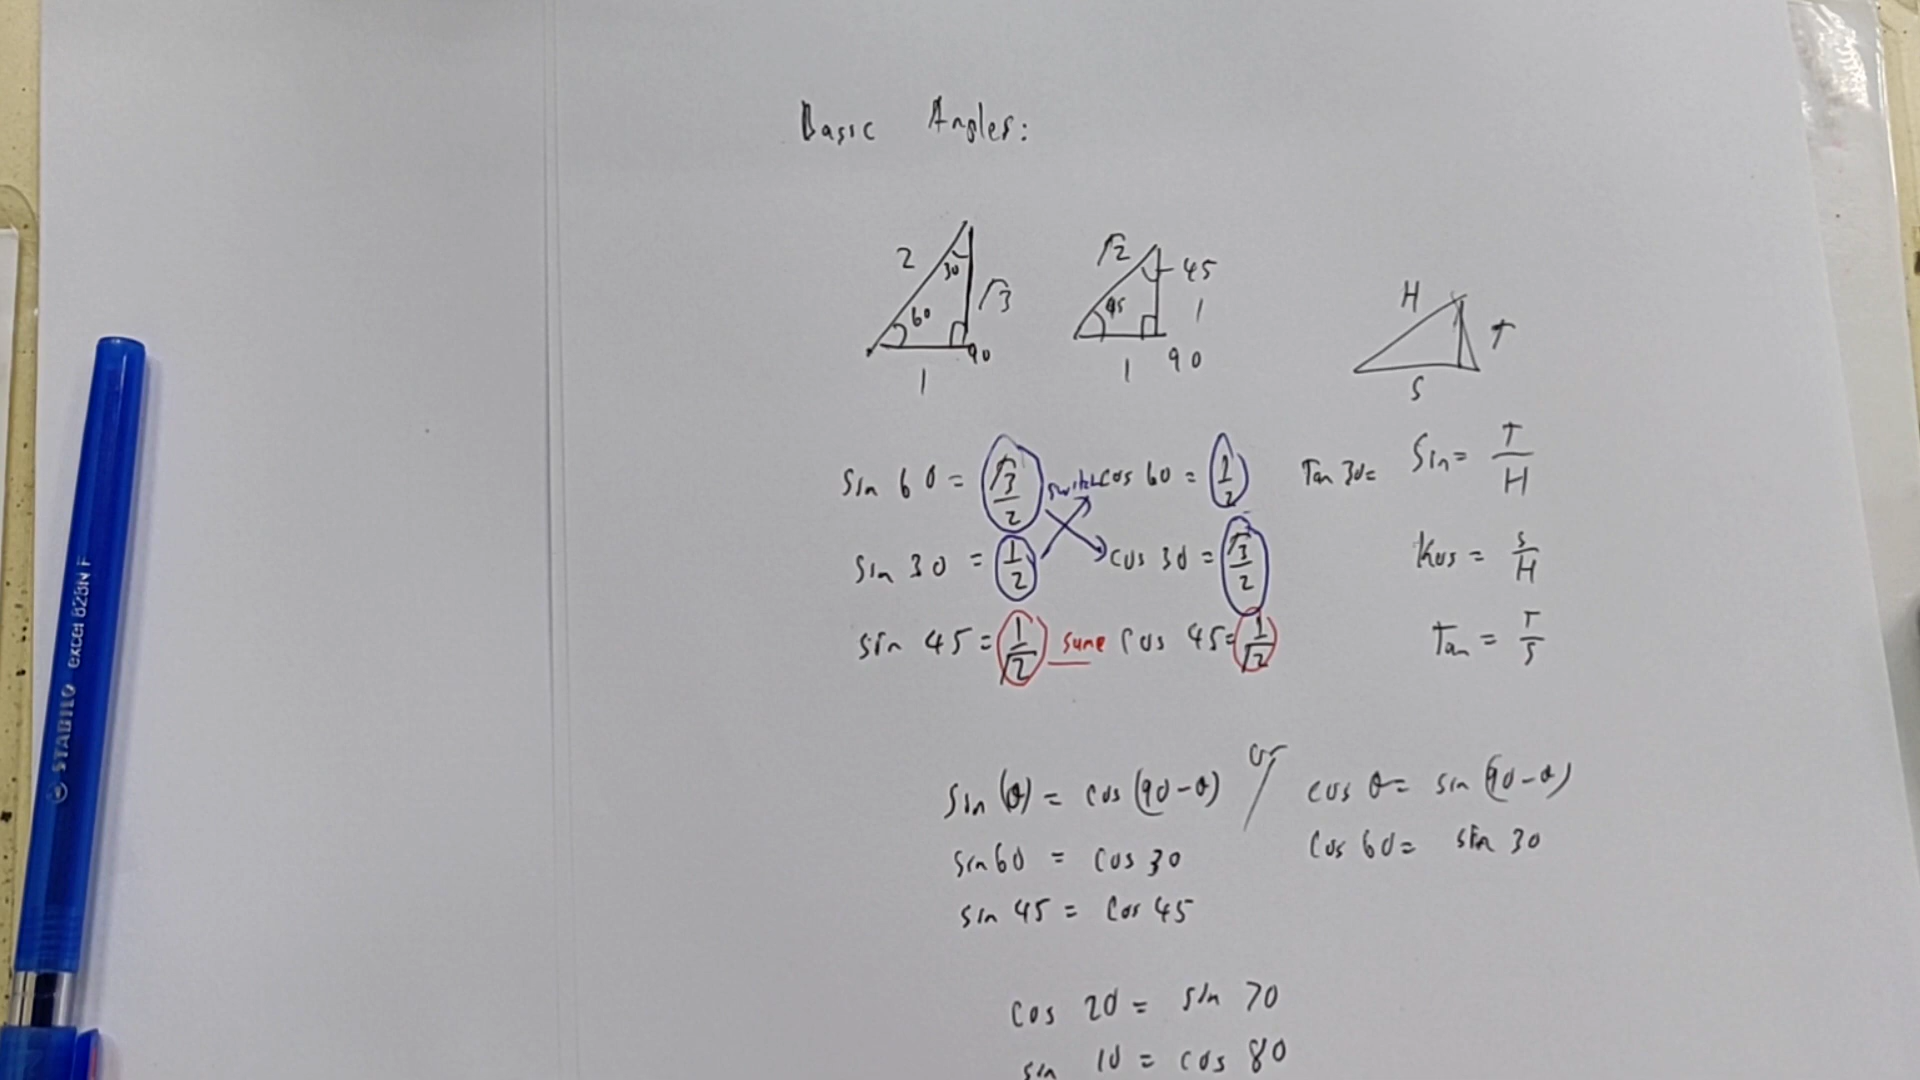 Basic Angles:
2 30 √3 60 90 1
√2 45 45 1 1 90
H T S
Sin 60 = √3/2 switch cos 60 = 1/2 Tan 30= Sin = T/H
Sin 30 = 1/2 cos 30 = √3/2 Kos = S/H
sin 45 = 1/√2 same cos 45 = 1/√2 Tan = T/S
Sin (θ) = cos (90-θ) or / cos θ = sin (90-θ)
sin 60 = cos 30 cos 60 = sin 30
sin 45 = cos 45
cos 20 = sin 70
sin 10 = cos 80
STABILO excel 828N F